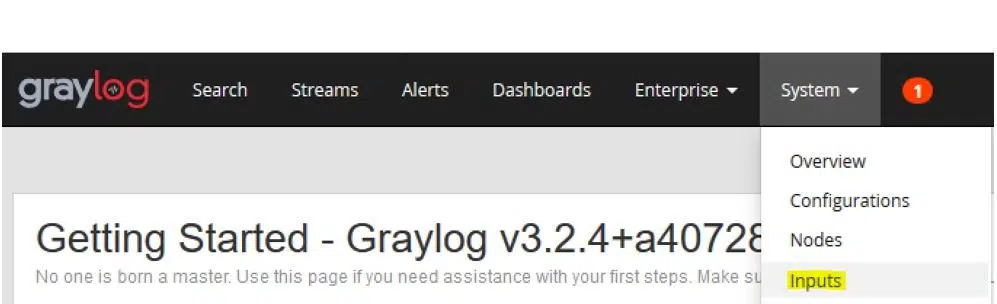 graylog Search Streams Alerts Dashboards Enterprise System 1
Overview
Configurations
Getting Started - Graylog v3.2.4+a40728
Nodes
No one is born a master. Use this page if you need assistance with your first steps. Make su
Inputs